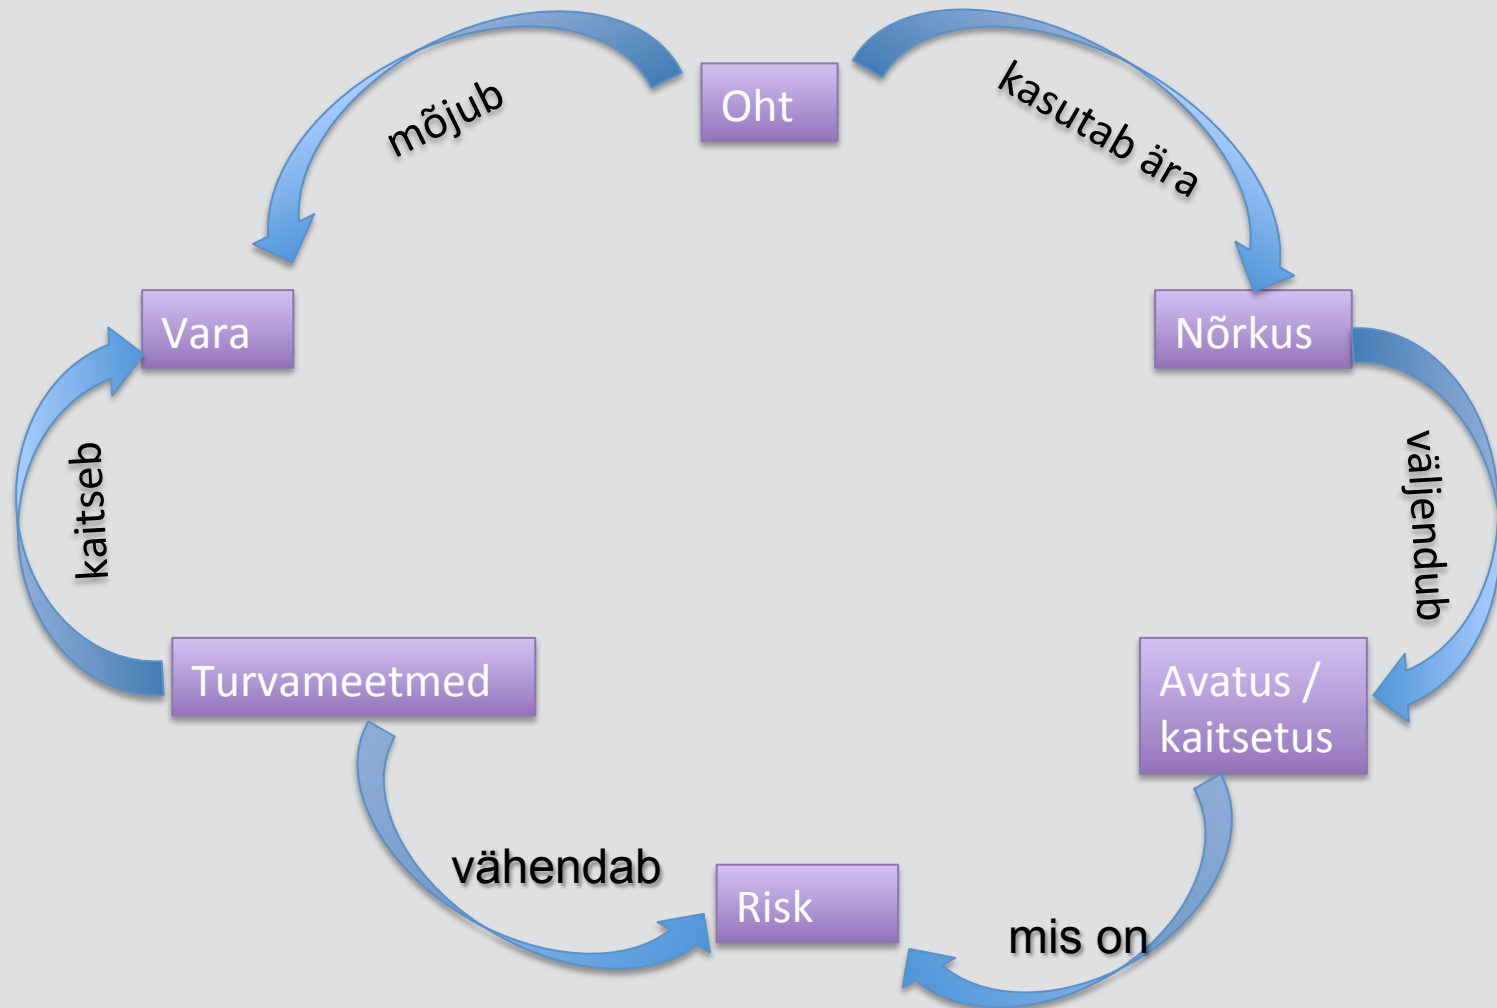 Oht
mõjub
kasutab ära
Vara
Nõrkus
kaitseb
väljendub
Turvameetmed
Avatus /
kaitsetus
vähendab
Risk
mis on